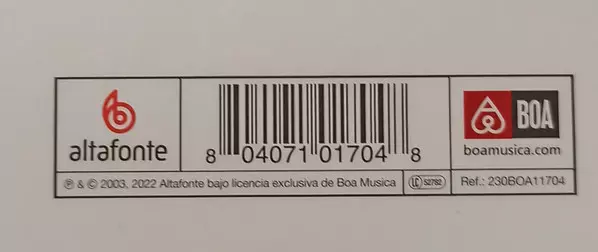 altafonte
8 04071 01704 8
BOA
boamusica.com
℗ & © 2003, 2022 Altafonte bajo licencia exclusiva de Boa Musica
LC 52782
Ref.: 230BOA11704